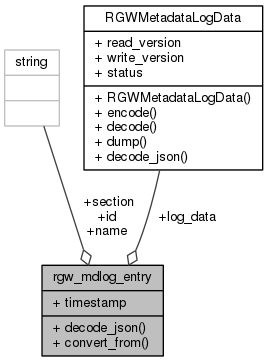 RGWMetadataLogData
+ read_version
+ write_version
+ status
+ RGWMetadataLogData()
+ encode()
+ decode()
+ dump()
+ decode_json()
string
+section
+id
+name
+log_data
rgw_mdlog_entry
+ timestamp
+ decode_json()
+ convert_from()